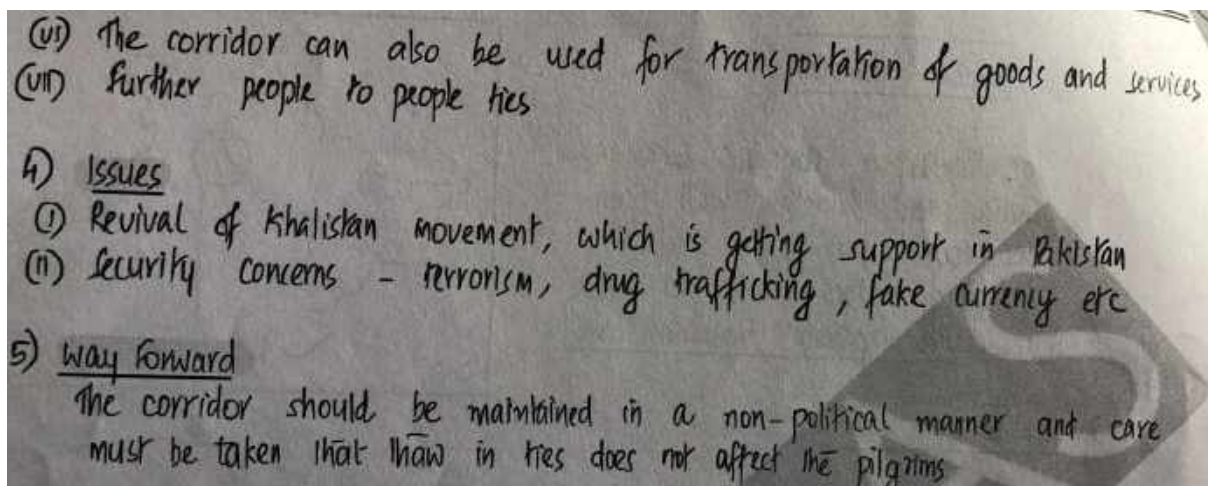 (vi) The corridor can also be used for transportation of goods and services
(vii) further people to people ties
4) Issues
(i) Revival of Khalistan movement, which is getting support in Pakistan
(ii) Security concerns - terrorism, drug trafficking, fake curreny etc
5) Way Forward
The corridor should be maintained in a non-political manner and care
must be taken that thaw in ties does not affect the pilgrims